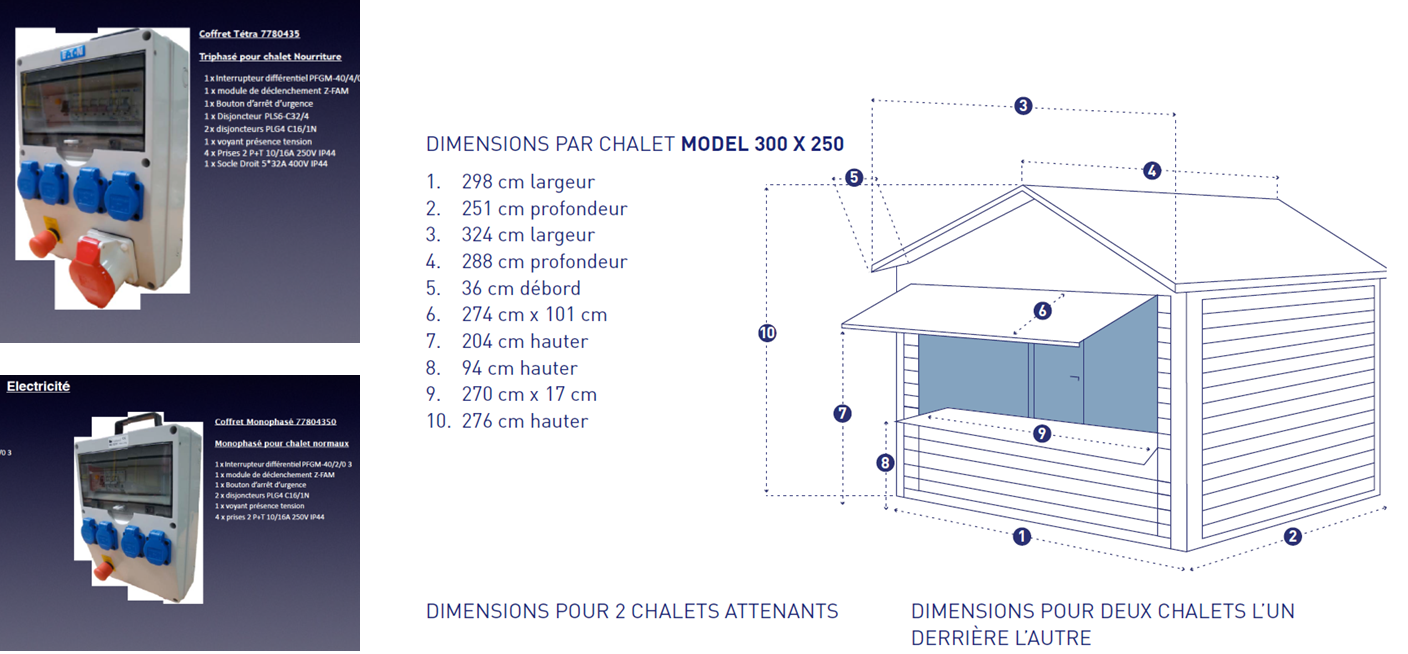 Coffret Tétra 7780435
EATON
Triphasé pour chalet Nourriture
1 x Interrupteur différentiel PFGM-40/4/0
1 x module de déclenchement Z-FAM
1x Bouton d'arrêt d'urgence
1 x Disjoncteur PLS6-C32/4
2x disjoncteurs PLG4 C16/1N
1 x voyant présence tension
4 x Prises 2 P+T 10/16A 250V IP44
1 x Socle Droit 5*32A 400V IP44
Electricité
Coffret Monophasé 77804350
Monophasé pour chalet normaux
/0 3
1 x Interrupteur différentiel PFGM-40/2/0 3
1 x module de déclenchement Z-FAM
1 x Bouton d'arrêt d'urgence
2 x disjoncteurs PLG4 C16/1N
1 x voyant présence tension
4 x prises 2 P+T 10/16A 250V IP44
DIMENSIONS PAR CHALET MODEL 300 X 250
1. 298 cm largeur
2. 251 cm profondeur
3. 324 cm largeur
4. 288 cm profondeur
5. 36 cm débord
6. 274 cm x 101 cm
7. 204 cm hauter
8. 94 cm hauter
9. 270 cm x 17 cm
10. 276 cm hauter
3
4
5
6
10
7
9
8
1
2
DIMENSIONS POUR 2 CHALETS ATTENANTS
DIMENSIONS POUR DEUX CHALETS L'UN
DERRIÈRE L'AUTRE